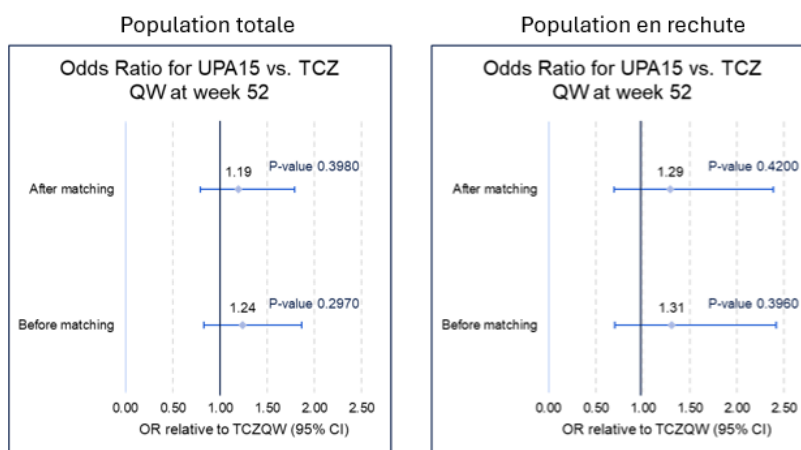 Population totale
Odds Ratio for UPA15 vs. TCZ
QW at week 52
After matching
1.19
P-value 0.3980
Before matching
1.24
P-value 0.2970
0.00 0.50 1.00 1.50 2.00 2.50
OR relative to TCZQW (95% CI)
Population en rechute
Odds Ratio for UPA15 vs. TCZ
QW at week 52
After matching
1.29
P-value 0.4200
Before matching
1.31
P-value 0.3960
0.00 0.50 1.00 1.50 2.00 2.50
OR relative to TCZQW (95% CI)